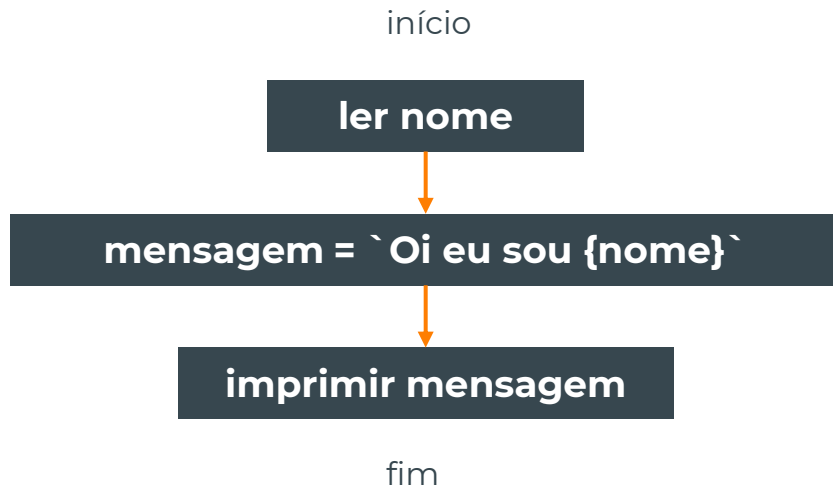 início
ler nome
mensagem = `Oi eu sou {nome}`
imprimir mensagem
fim